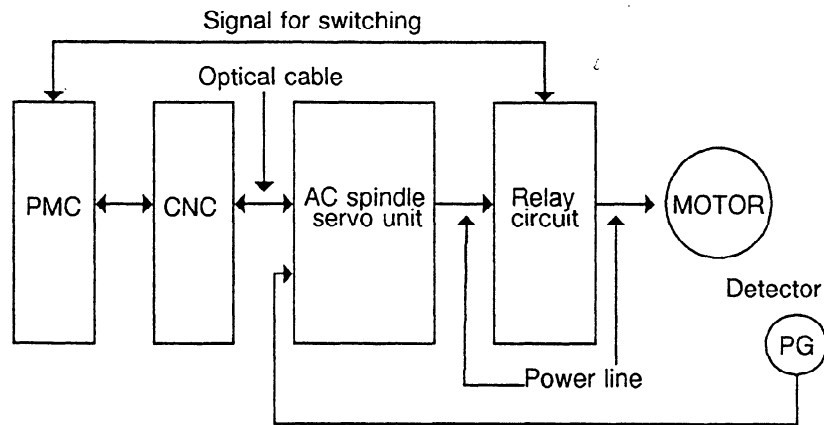 Signal for switching
Optical cable
PMC
CNC
AC spindle
servo unit
Relay
circuit
MOTOR
Detector
PG
Power line